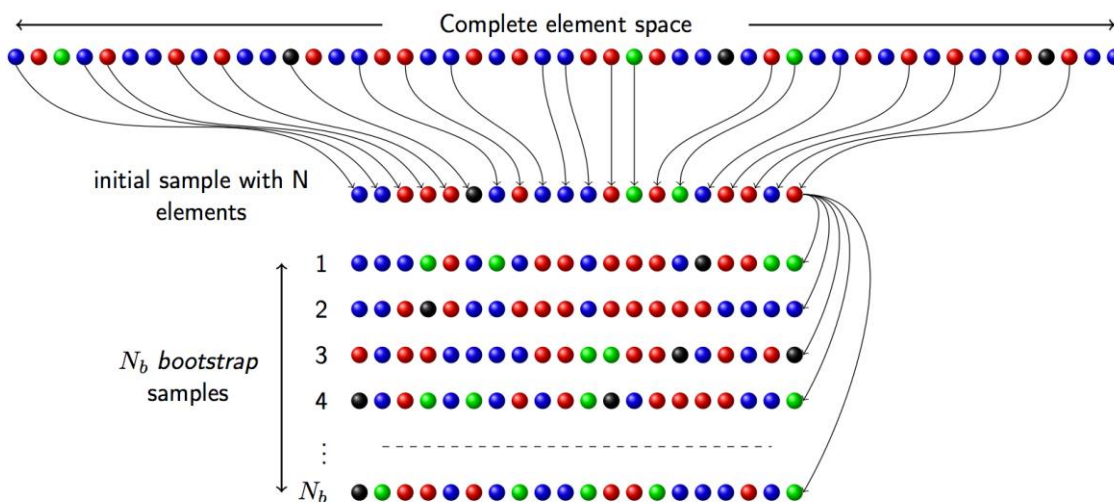 Complete element space
initial sample with N
elements
1
2
3
4
⋮
N_b
N_b bootstrap
samples